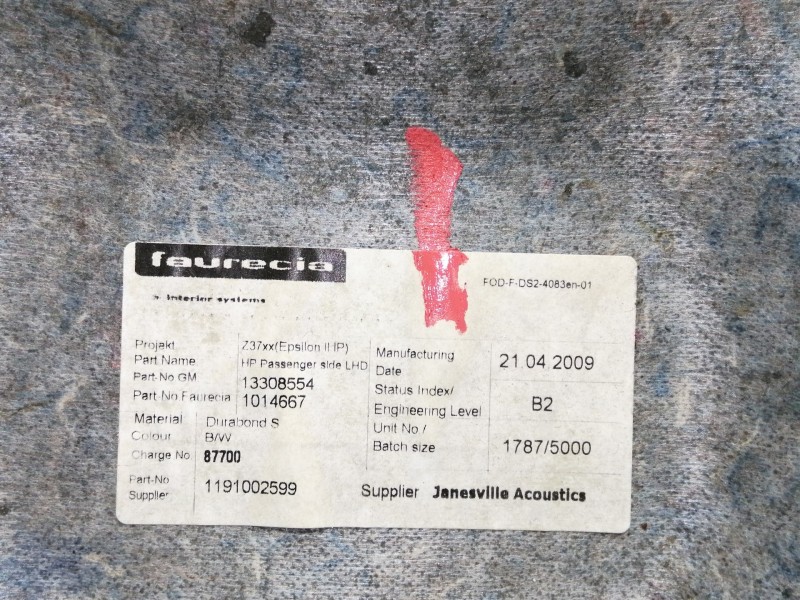 faurecia
FOD-F-DS2-4083en-01
> Interior systems
Projekt Z37xx(Epsilon II HP)
Part Name HP Passenger side LHD
Part-No GM 13308554
Part-No Faurecia 1014667
Material Durabond S
Colour B/W
Charge No. 87700
Part-No
Supplier 1191002599
Manufacturing
Date 21.04.2009
Status Index/
Engineering Level B2
Unit No /
Batch size 1787/5000
Supplier Janesville Acoustics